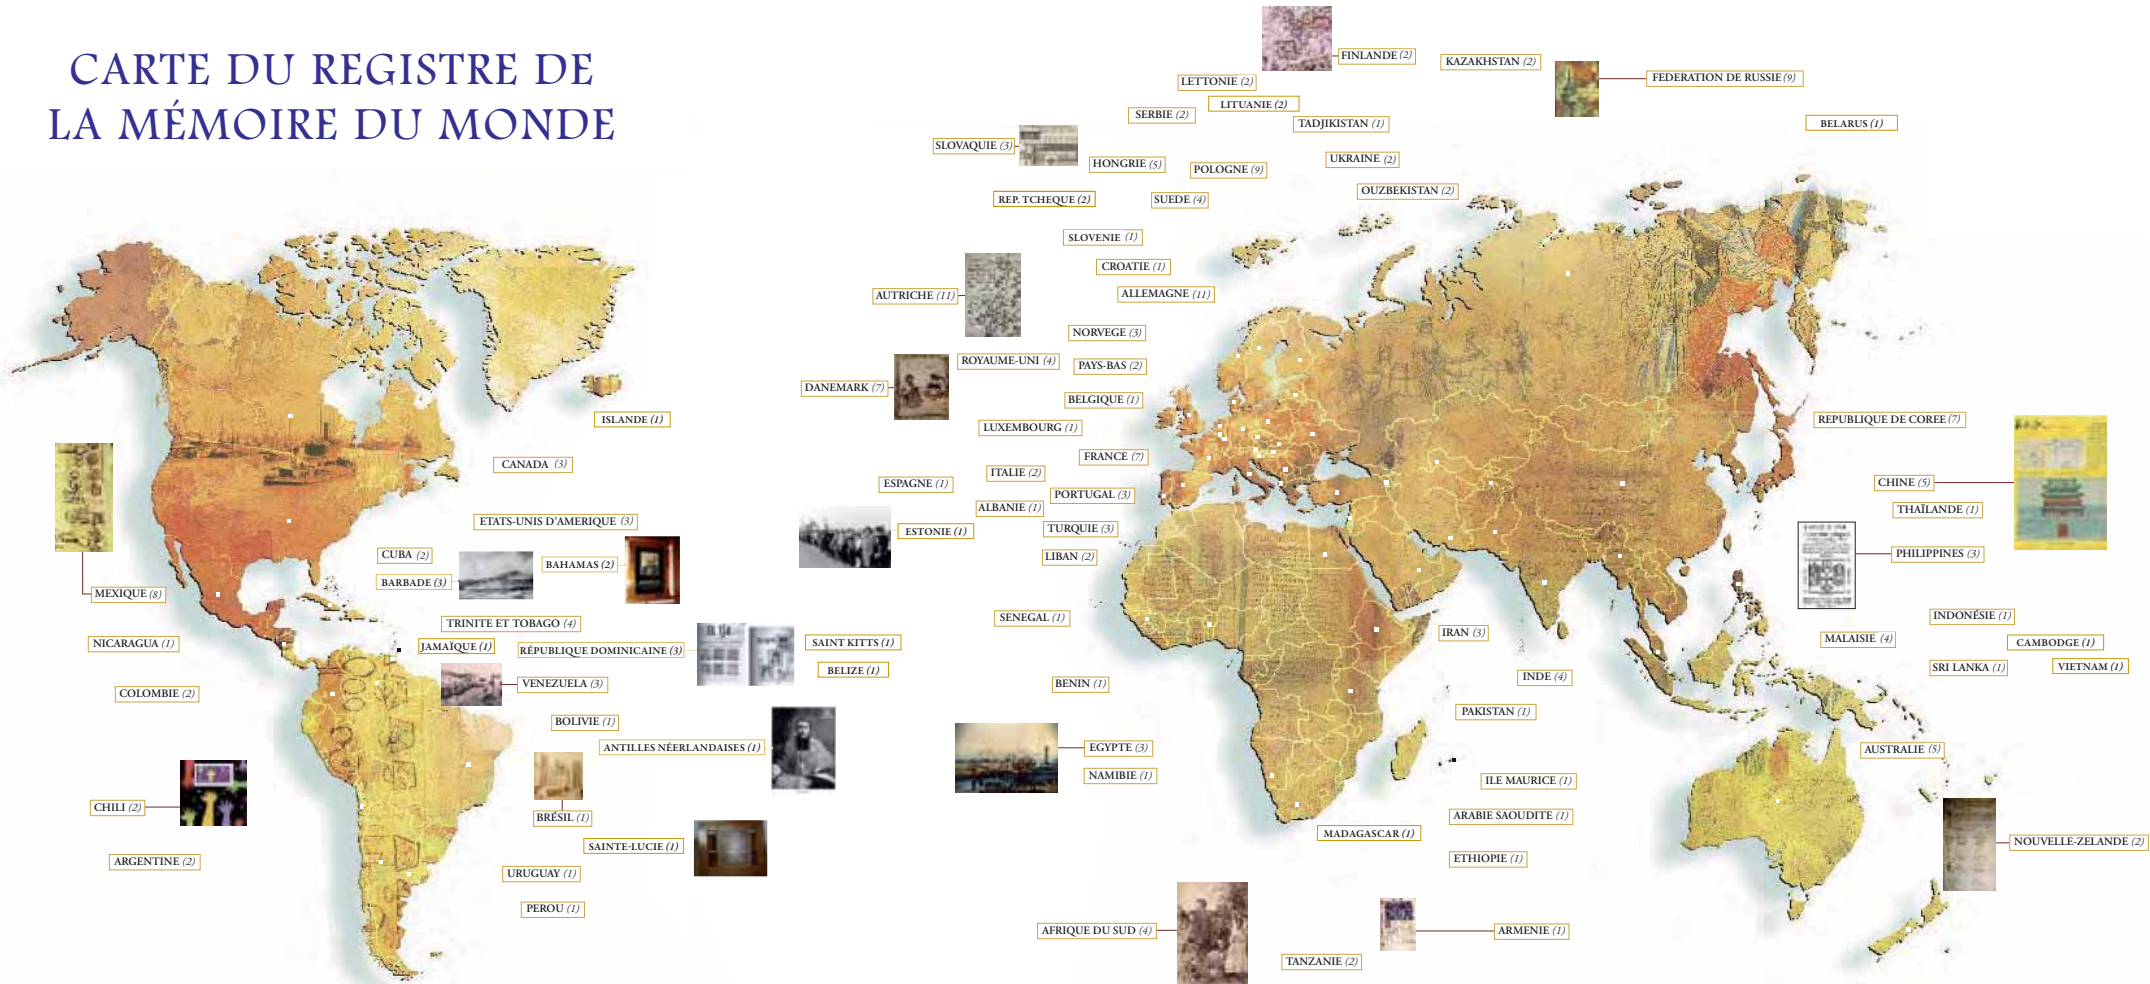 CARTE DU REGISTRE DE
LA MÉMOIRE DU MONDE
FINLANDE (2)
KAZAKHSTAN (2)
FEDERATION DE RUSSIE (9)
LETTONIE (2)
LITUANIE (2)
SERBIE (2)
TADJIKISTAN (1)
BELARUS (1)
SLOVAQUIE (3)
HONGRIE (5)
POLOGNE (9)
UKRAINE (2)
OUZBEKISTAN (2)
REP. TCHEQUE (2)
SUEDE (4)
SLOVENIE (1)
CROATIE (1)
AUTRICHE (11)
ALLEMAGNE (11)
NORVEGE (3)
ROYAUME-UNI (4)
PAYS-BAS (2)
DANEMARK (7)
BELGIQUE (1)
ISLANDE (1)
LUXEMBOURG (1)
REPUBLIQUE DE COREE (7)
FRANCE (7)
CANADA (3)
ITALIE (2)
ESPAGNE (1)
CHINE (5)
PORTUGAL (3)
ALBANIE (1)
THAÏLANDE (1)
ETATS-UNIS D'AMERIQUE (3)
ESTONIE (1)
TURQUIE (3)
CUBA (2)
LIBAN (2)
PHILIPPINES (3)
BAHAMAS (2)
BARBADE (3)
MEXIQUE (8)
TRINITE ET TOBAGO (4)
SENEGAL (1)
INDONÉSIE (1)
IRAN (3)
MALAISIE (4)
NICARAGUA (1)
JAMAÏQUE (1)
RÉPUBLIQUE DOMINICAINE (3)
SAINT KITTS (1)
CAMBODGE (1)
BELIZE (1)
SRI LANKA (1)
VIETNAM (1)
VENEZUELA (3)
BENIN (1)
INDE (4)
COLOMBIE (2)
PAKISTAN (1)
BOLIVIE (1)
ANTILLES NÉERLANDAISES (1)
EGYPTE (3)
AUSTRALIE (5)
NAMIBIE (1)
ILE MAURICE (1)
CHILI (2)
BRÉSIL (1)
ARABIE SAOUDITE (1)
MADAGASCAR (1)
SAINTE-LUCIE (1)
NOUVELLE-ZELANDE (2)
ARGENTINE (2)
ETHIOPIE (1)
URUGUAY (1)
PEROU (1)
AFRIQUE DU SUD (4)
ARMENIE (1)
TANZANIE (2)